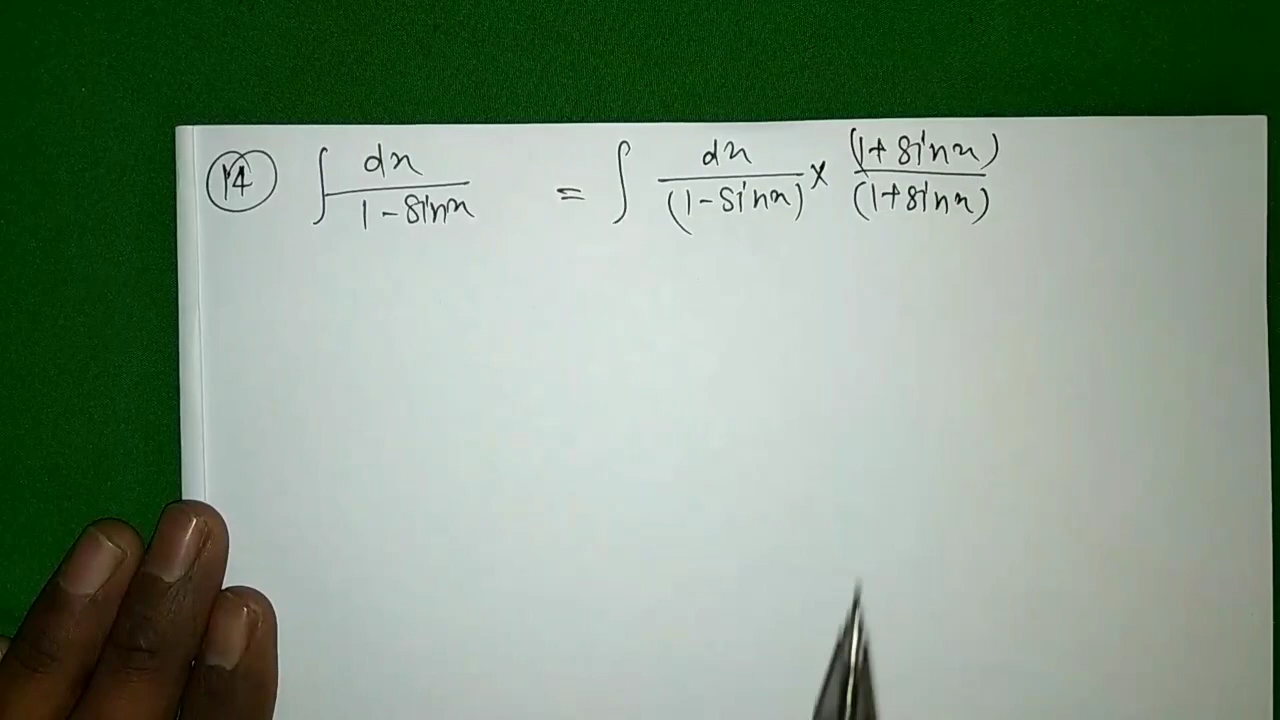 14 ∫ dx / 1 - sinx = ∫ dx / (1 - sinx) × (1 + sinx) / (1 + sinx)